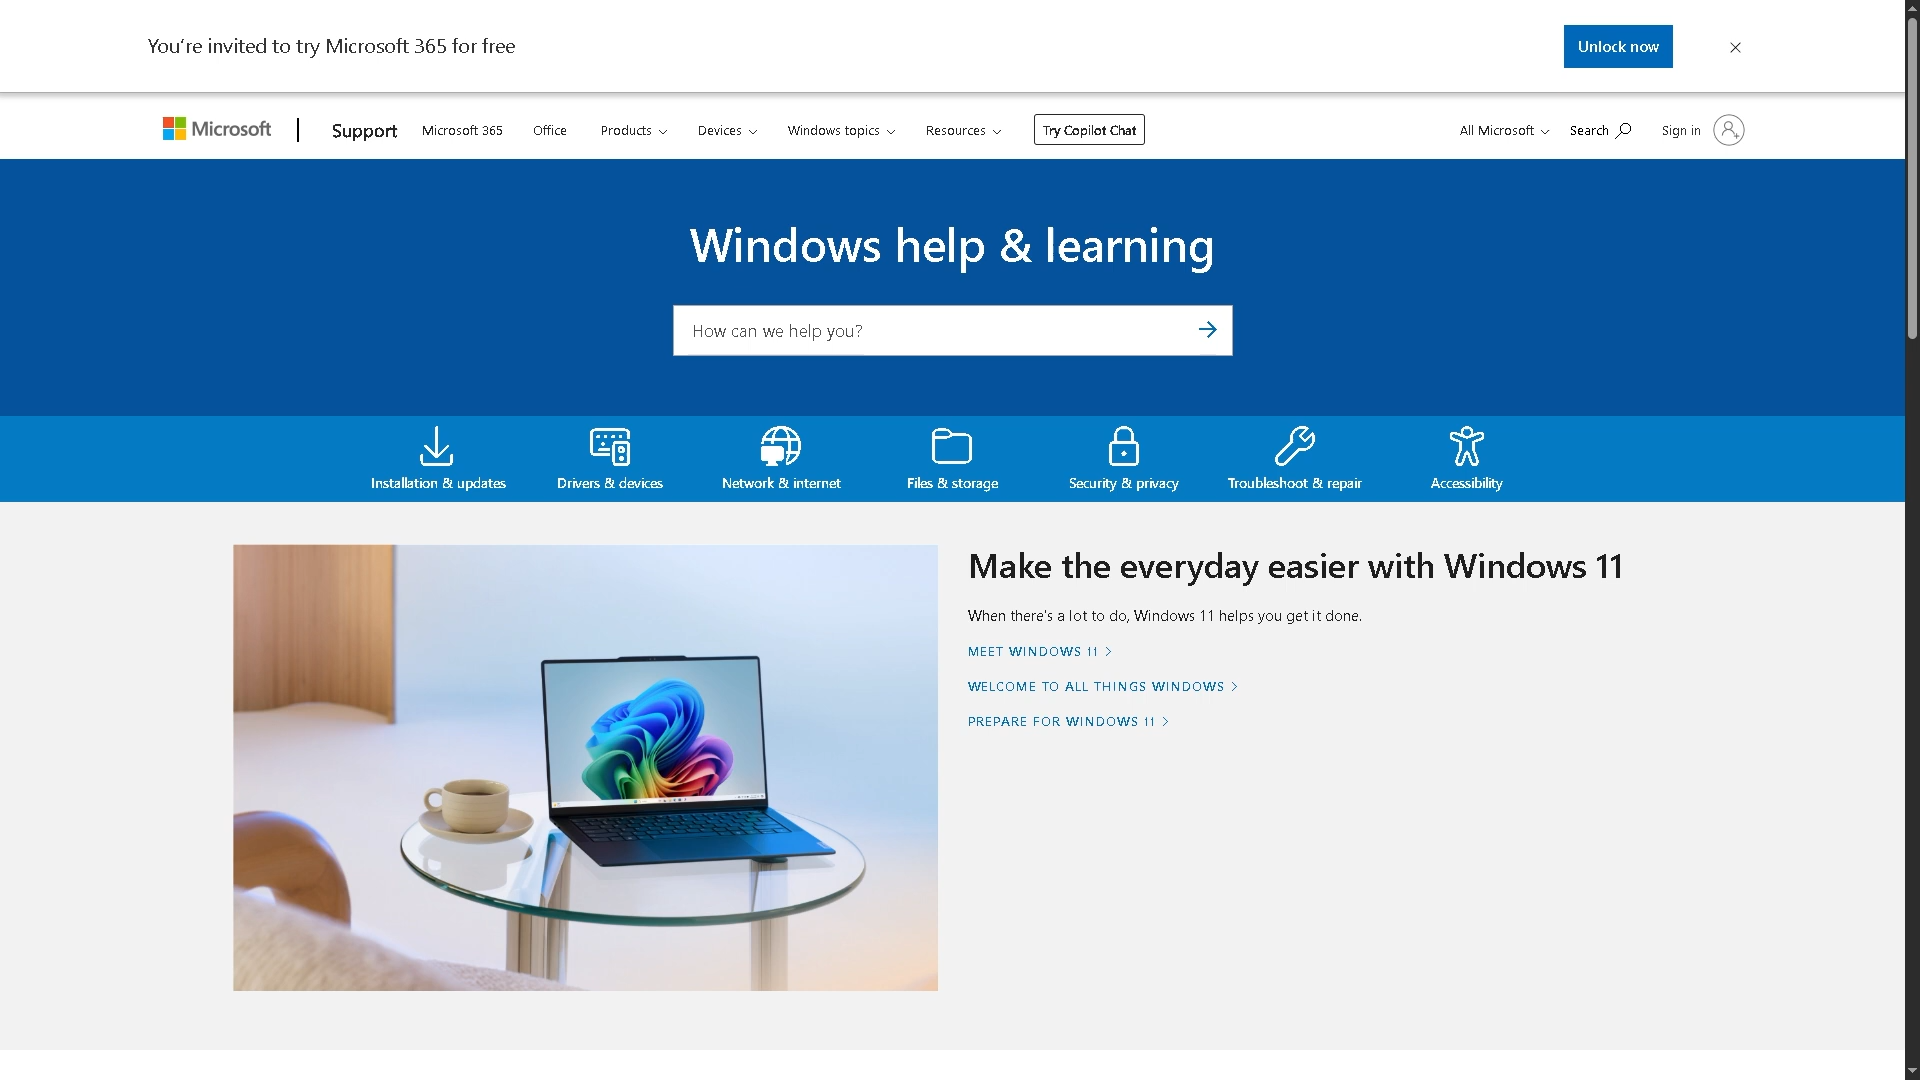 You're invited to try Microsoft 365 for free
Unlock now
Microsoft
Support
Microsoft 365
Office
Products
Devices
Windows topics
Resources
Try Copilot Chat
All Microsoft
Search
Sign in
Windows help & learning
How can we help you?
Installation & updates
Drivers & devices
Network & internet
Files & storage
Security & privacy
Troubleshoot & repair
Accessibility
Make the everyday easier with Windows 11
When there's a lot to do, Windows 11 helps you get it done.
MEET WINDOWS 11
WELCOME TO ALL THINGS WINDOWS
PREPARE FOR WINDOWS 11